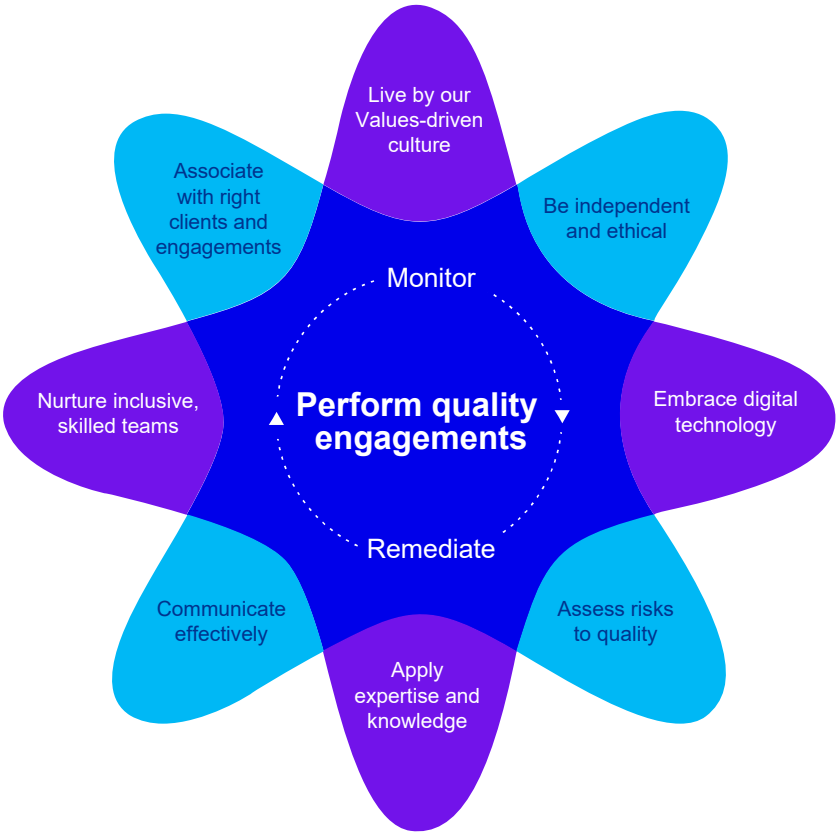 Live by our
Values-driven
culture
Be independent
and ethical
Embrace digital
technology
Assess risks
to quality
Apply
expertise and
knowledge
Communicate
effectively
Nurture inclusive,
skilled teams
Associate
with right
clients and
engagements
Monitor
Perform quality
engagements
Remediate